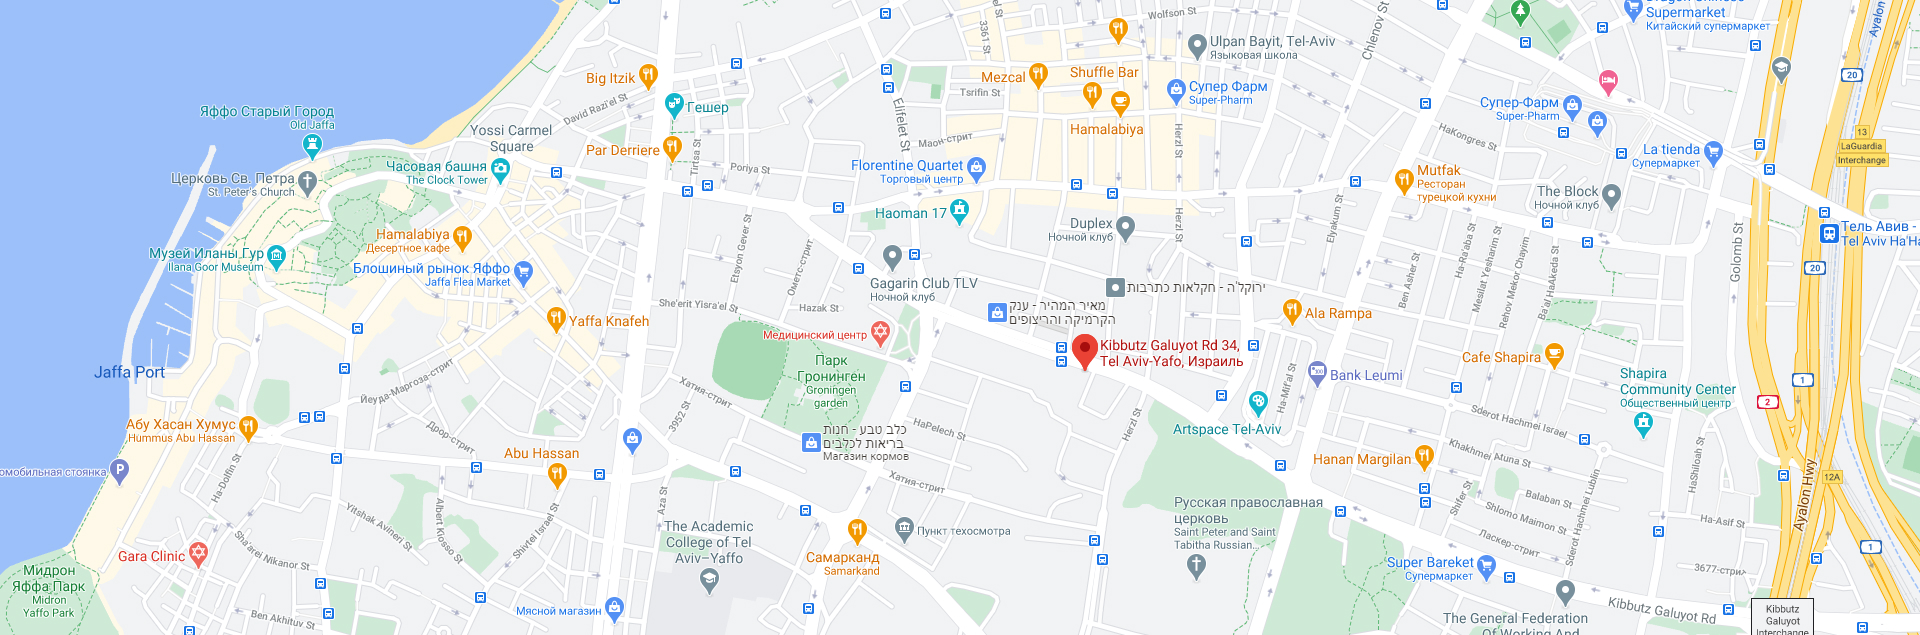 Wolfson St
3361 St
Chlenov St
Dragon Chinese
Supermarket
Китайский супермаркет
Ayalon
20
Ulpan Bayit, Tel-Aviv
Языковая школа
Big Itzik
Mezcal
Shuffle Bar
Tsrifin St
Супер Фарм
Super-Pharm
Hamalabiya
Супер-Фарм
Super-Pharm
David Razi'el St
Гешер
Elifelet St
Яффо Старый Город
Old Jaffa
Yossi Carmel
Square
Par Derriere
Tirtsa St
Маон-стрит
Herzl St
HaKongres St
13
LaGuardia
Interchange
La tienda
Супермаркет
Часовая башня
The Clock Tower
Poriya St
Florentine Quartet
Торговый центр
Церковь Св. Петра
St. Peter's Church
Mutfak
Ресторан
турецкой кухни
The Block
Ночной клуб
Haoman 17
Duplex
Ночной клуб
Herzl St
Elyakum St
Hamalabiya
Десертное кафе
Etsyon Gever St
Ометс-стрит
Музей Иланы Гур
Ilana Goor Museum
Блошиный рынок Яффо
Jaffa Flea Market
Gagarin Club TLV
Ночной клуб
Ben Asher St
Ha-Ra'aba St
Mesilat Yesharim St
Rehov Mekor Chayim
Ba'al HaAkeda St
Golomb St
Тель Авив -
Tel Aviv Ha'Ha
20
ירוקל'ה - חקלאות כתרבות
She'erit Yisra'el St
Hazak St
מאיר המהיר - ענק
הקרמיקה והריצופים
Yaffa Knafeh
Медицинский центр
Ala Rampa
Kibbutz Galuyot Rd 34,
Tel Aviv-Yafo, Израиль
Cafe Shapira
Jaffa Port
Парк
Гронинген
Groningen
garden
Bank Leumi
Shapira
Community Center
Общественный центр
1
2
Хатия-стрит
Йеуда-Маргоза-стрит
3952 St
Ha-Mif'al St
Sderot Hachmei Israel
Абу Хасан Хумус
Hummus Abu Hassan
Дрор-стрит
כלב טבע - חנות
בריאות לכלבים
Магазин кормов
HaPelech St
Herzl St
Artspace Tel-Aviv
Khakhmei Atuna St
Abu Hassan
Hanan Margilan
омобильная стоянка
Ha-Dolfin St
Хатия-стрит
HaShiloah St
Ayalon Hwy
12A
Yitshak Avineri St
Albert Kiosso St
Shivtei Israel St
Aza St
Русская православная
церковь
Saint Peter and Saint
Tabitha Russian...
Shifer St
Balaban St
Shlomo Maimon St
Sderot Hachmei Lublin
Ha-Asif St
The Academic
College of Tel
Aviv–Yaffo
Пункт техосмотра
Ласкер-стрит
1
Gara Clinic
Sha'arei Nikanor St
Самарканд
Samarkand
Super Bareket
Супермаркет
3677-стрит
Мидрон
Яффа Парк
Midron
Yaffo Park
Мясной магазин
Ben Akhituv St
The General Federation
Of Working And
Kibbutz Galuyot Rd
Kibbutz
Galuyot
Interchange